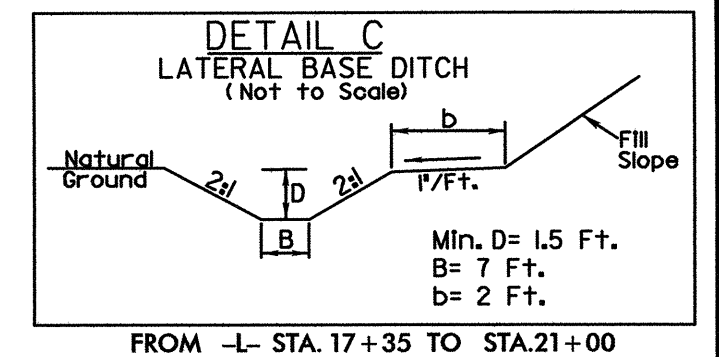 DETAIL C
LATERAL BASE DITCH
(Not to Scale)
b
Natural
Ground
2:1
D
2:1
1"/Ft.
Fill
Slope
B
Min. D= 1.5 Ft.
B= 7 Ft.
b= 2 Ft.
FROM -L- STA. 17+35 TO STA.21+00